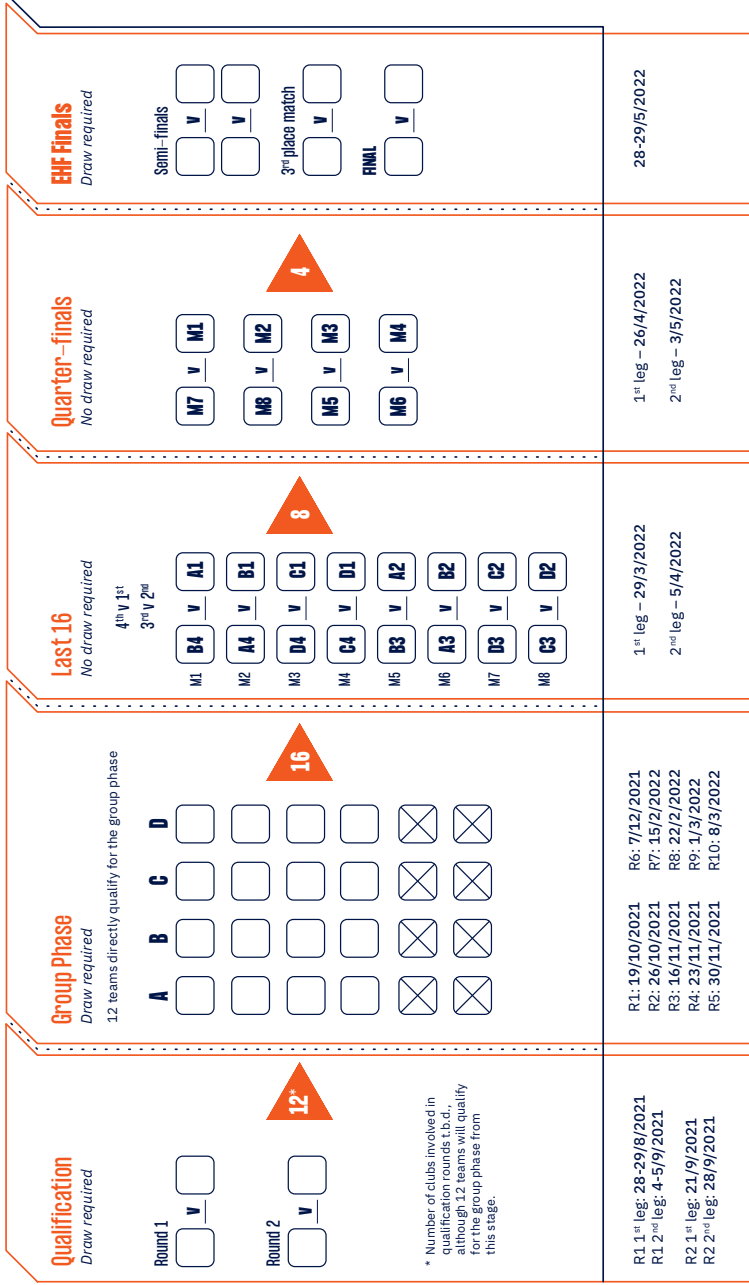 Qualification
Draw required
Round 1
V
Round 2
V
12*
* Number of clubs involved in
qualification rounds t.b.d.,
although 12 teams will qualify
for the group phase from
this stage.
R1 1st leg: 28-29/8/2021
R1 2nd leg: 4-5/9/2021
R2 1st leg: 21/9/2021
R2 2nd leg: 28/9/2021
Group Phase
Draw required
12 teams directly qualify for the group phase
A B C D
16
R1: 19/10/2021
R2: 26/10/2021
R3: 16/11/2021
R4: 23/11/2021
R5: 30/11/2021
R6: 7/12/2021
R7: 15/2/2022
R8: 22/2/2022
R9: 1/3/2022
R10: 8/3/2022
Last 16
No draw required
4th v 1st
3rd v 2nd
M1 B4 V A1
M2 A4 V B1
M3 D4 V C1
M4 C4 V D1
M5 B3 V A2
M6 A3 V B2
M7 D3 V C2
M8 C3 V D2
8
1st leg – 29/3/2022
2nd leg – 5/4/2022
Quarter-finals
No draw required
M7 V M1
M8 V M2
M5 V M3
M6 V M4
4
1st leg – 26/4/2022
2nd leg – 3/5/2022
EHF Finals
Draw required
Semi-finals
V
V
3rd place match
V
FINAL
V
28-29/5/2022